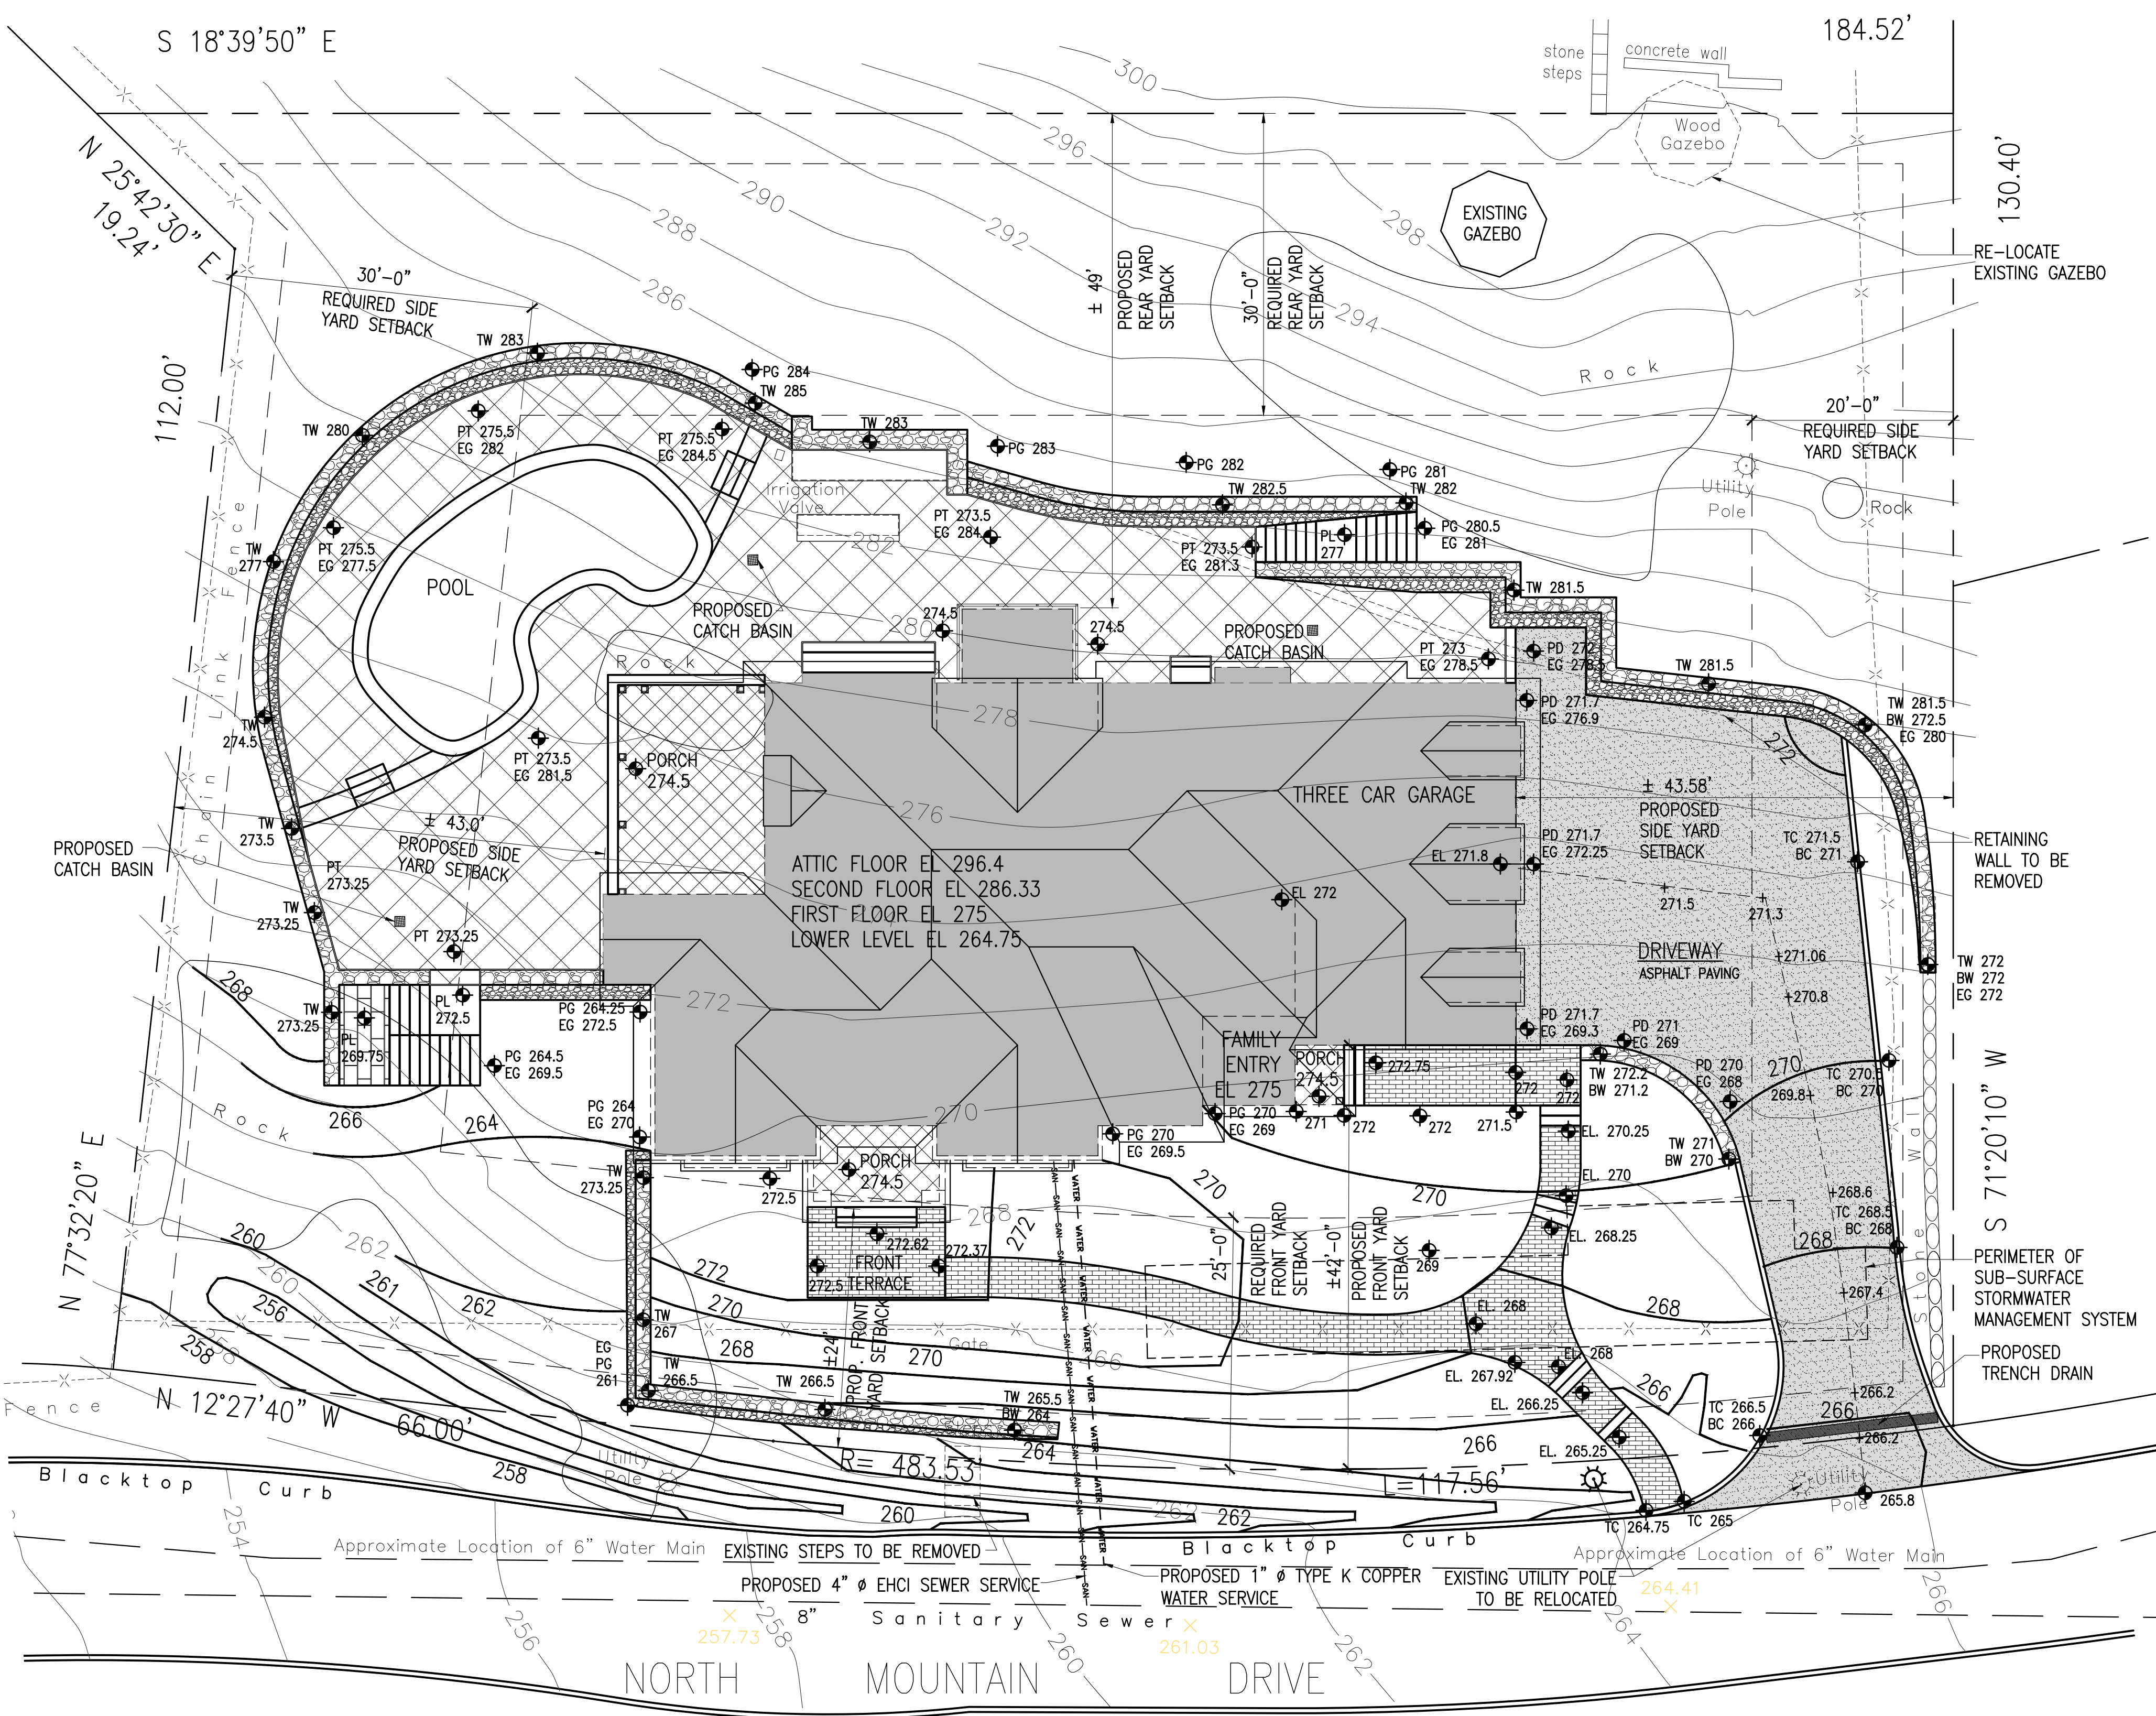 S 18°39'50" E
184.52'
stone
steps
concrete wall
300
296
Wood
Gazebo
N 25°42'30" E
19.24'
290
288
292
298
EXISTING
GAZEBO
130.40'
RE-LOCATE
EXISTING GAZEBO
30'-0"
REQUIRED SIDE
YARD SETBACK
286
± 49'
PROPOSED
REAR YARD
SETBACK
30'-0"
REQUIRED
REAR YARD
SETBACK
294
Rock
TW 283
PG 284
TW 285
112.00'
20'-0"
REQUIRED SIDE
YARD SETBACK
TW 280
PT 275.5
EG 282
PT 275.5
EG 284.5
TW 283
PG 283
PG 282
PG 281
TW 282
Utility
Pole
Rock
Irrigation
Valve
TW 282.5
PT 273.5
EG 284
282
PG 280.5
EG 281
PL
277
PT 273.5
EG 281.3
Chain Link Fence
TW
277
PT 275.5
EG 277.5
POOL
PROPOSED
CATCH BASIN
274.5
280
274.5
PROPOSED
CATCH BASIN
TW 281.5
Rock
PT 273
EG 278.5
PD 272
EG 278.5
TW 281.5
TW
274.5
PT 273.5
EG 281.5
PORCH
274.5
278
PD 271.7
EG 276.9
272
TW 281.5
BW 272.5
EG 280
276
THREE CAR GARAGE
± 43.58'
PROPOSED
SIDE YARD
SETBACK
TW
273.5
± 43.0'
PROPOSED SIDE
YARD SETBACK
PROPOSED
CATCH BASIN
PT
273.25
ATTIC FLOOR EL 296.4
SECOND FLOOR EL 286.33
FIRST FLOOR EL 275
LOWER LEVEL EL 264.75
EL 271.8
PD 271.7
EG 272.25
TC 271.5
BC 271
RETAINING
WALL TO BE
REMOVED
EL 272
271.5
271.3
TW
273.25
PT 273.25
DRIVEWAY
ASPHALT PAVING
+271.06
TW 272
BW 272
EG 272
268
PL
272.5
PG 264.25
EG 272.5
272
+270.8
TW
273.25
PL
269.75
PG 264.5
EG 269.5
PD 271.7
EG 269.3
PD 271
EG 269
FAMILY
ENTRY
EL 275
PORCH
274.5
272.75
272
272
TW 272.2
BW 271.2
PD 270
EG 268
270
TC 270.5
BC 270
269.8+
Rock
266
264
PG 264
EG 270
270
PG 270
EG 269
271
272
272
271.5
EL. 270.25
PG 270
EG 269.5
TW 271
BW 270
N 77°32'20" E
S 71°20'10" W
Stone Wall
TW
273.25
272.5
PORCH
274.5
270
270
EL. 270
+268.6
TC 268.5
BC 268
268
272
272.62
272.37
EL. 268.25
260
262
260
261
272
272.5
FRONT
TERRACE
25'-0"
REQUIRED
FRONT YARD
SETBACK
±42'-0"
PROPOSED
FRONT YARD
SETBACK
269
268
PERIMETER OF
SUB-SURFACE
STORMWATER
MANAGEMENT SYSTEM
+267.4
256
262
270
TW
267
EL. 268
268
258
258
EG
PG
261
268
TW
266.5
±24'
PROP. FRONT
YARD SETBACK
270
Gate
266
EL. 268
EL. 267.92'
PROPOSED
TRENCH DRAIN
Fence
N 12°27'40" W
66.00'
TW 266.5
TW 265.5
BW 264
EL. 266.25
266
TC 266.5
BC 266
+266.2
266
258
Utility
Pole
R= 483.53'
264
266
EL. 265.25
+266.2
Blacktop Curb
L=117.56'
Utility
Pole
265.8
260
262
262
TC 264.75
TC 265
254
Approximate Location of 6" Water Main
EXISTING STEPS TO BE REMOVED
Blacktop Curb
Approximate Location of 6" Water Main
PROPOSED 4" ø EHCI SEWER SERVICE
PROPOSED 1" ø TYPE K COPPER
WATER SERVICE
EXISTING UTILITY POLE
TO BE RELOCATED
264.41
266
8" Sanitary Sewer
257.73
261.03
256
258
260
262
264
NORTH MOUNTAIN DRIVE